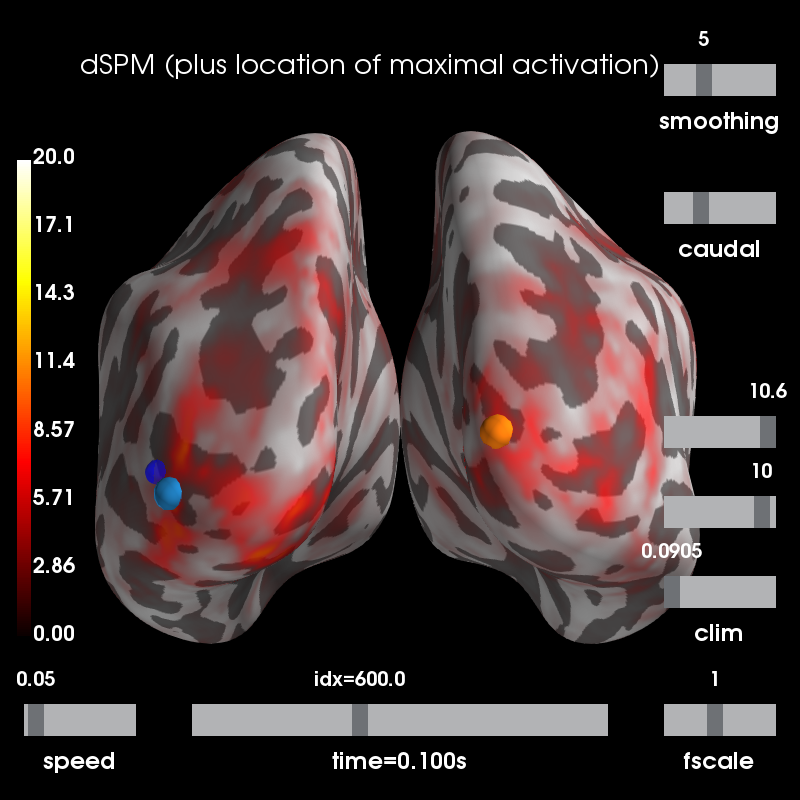 5
dSPM (plus location of maximal activation)
smoothing
20.0
17.1
14.3
11.4
8.57
5.71
2.86
0.00
caudal
10.6
10
0.0905
clim
0.05
idx=600.0
1
speed
time=0.100s
fscale